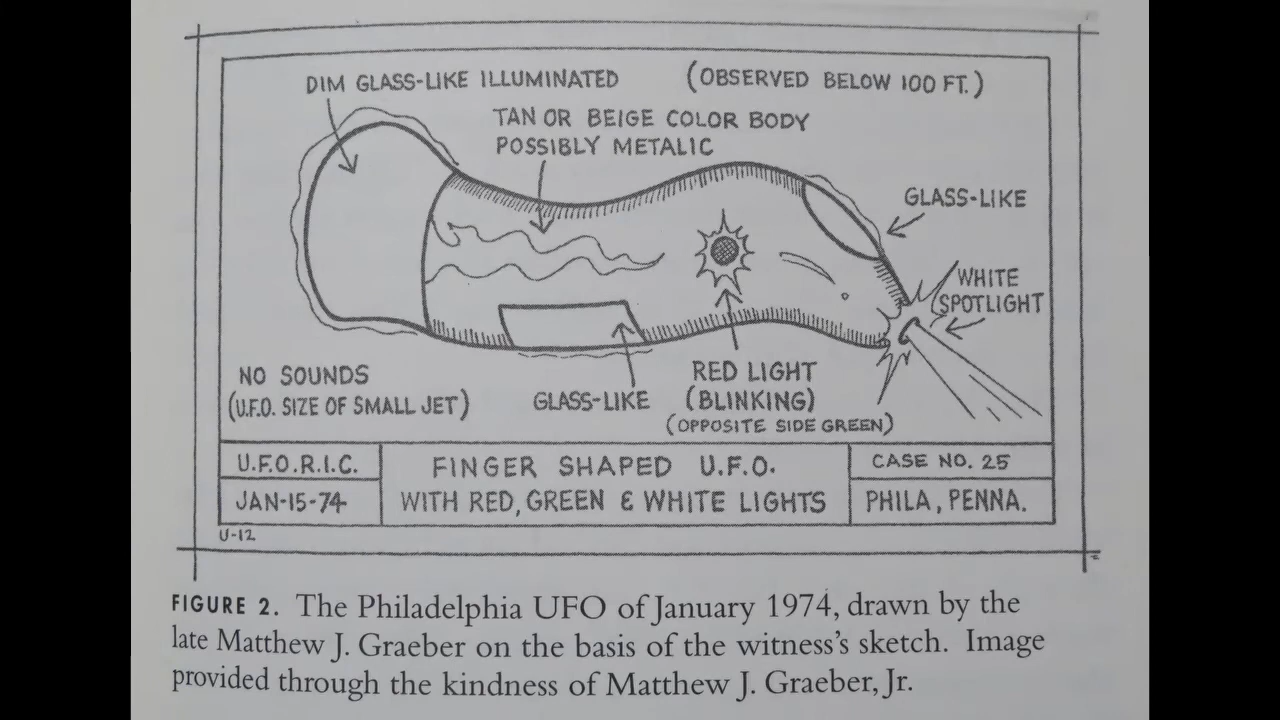 DIM GLASS-LIKE ILLUMINATED
(OBSERVED BELOW 100 FT.)
TAN OR BEIGE COLOR BODY
POSSIBLY METALIC
GLASS-LIKE
WHITE
SPOTLIGHT
NO SOUNDS
(U.F.O. SIZE OF SMALL JET)
GLASS-LIKE
RED LIGHT
(BLINKING)
(OPPOSITE SIDE GREEN)
U.F.O.R.I.C.
JAN-15-74
FINGER SHAPED U.F.O.
WITH RED, GREEN & WHITE LIGHTS
CASE NO. 25
PHILA, PENNA.
U-12
FIGURE 2. The Philadelphia UFO of January 1974, drawn by the
late Matthew J. Graeber on the basis of the witness's sketch. Image
provided through the kindness of Matthew J. Graeber, Jr.